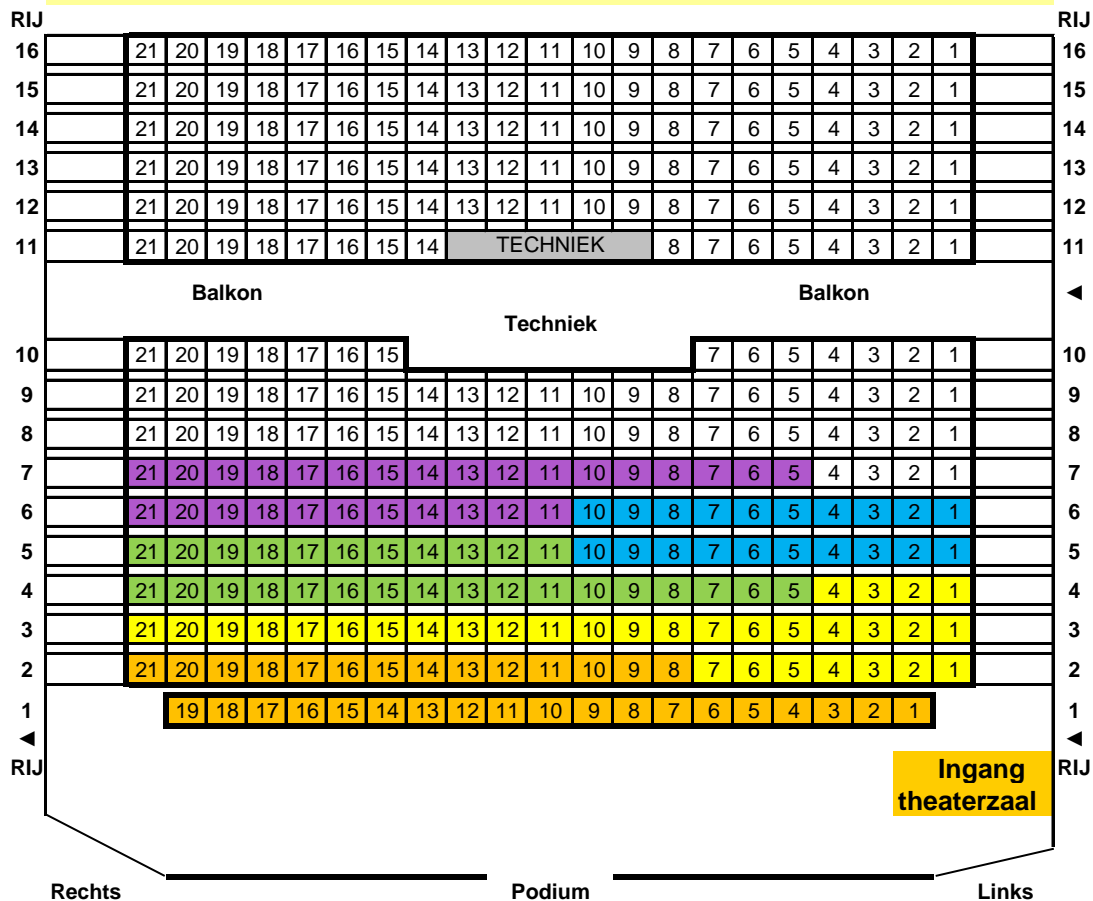 RIJ RIJ
16 21 20 19 18 17 16 15 14 13 12 11 10 9 8 7 6 5 4 3 2 1 16
15 21 20 19 18 17 16 15 14 13 12 11 10 9 8 7 6 5 4 3 2 1 15
14 21 20 19 18 17 16 15 14 13 12 11 10 9 8 7 6 5 4 3 2 1 14
13 21 20 19 18 17 16 15 14 13 12 11 10 9 8 7 6 5 4 3 2 1 13
12 21 20 19 18 17 16 15 14 13 12 11 10 9 8 7 6 5 4 3 2 1 12
11 21 20 19 18 17 16 15 14 TECHNIEK 8 7 6 5 4 3 2 1 11
Balkon Balkon ◄
Techniek
10 21 20 19 18 17 16 15 7 6 5 4 3 2 1 10
9 21 20 19 18 17 16 15 14 13 12 11 10 9 8 7 6 5 4 3 2 1 9
8 21 20 19 18 17 16 15 14 13 12 11 10 9 8 7 6 5 4 3 2 1 8
7 21 20 19 18 17 16 15 14 13 12 11 10 9 8 7 6 5 4 3 2 1 7
6 21 20 19 18 17 16 15 14 13 12 11 10 9 8 7 6 5 4 3 2 1 6
5 21 20 19 18 17 16 15 14 13 12 11 10 9 8 7 6 5 4 3 2 1 5
4 21 20 19 18 17 16 15 14 13 12 11 10 9 8 7 6 5 4 3 2 1 4
3 21 20 19 18 17 16 15 14 13 12 11 10 9 8 7 6 5 4 3 2 1 3
2 21 20 19 18 17 16 15 14 13 12 11 10 9 8 7 6 5 4 3 2 1 2
1 19 18 17 16 15 14 13 12 11 10 9 8 7 6 5 4 3 2 1 1
◄ ◄
RIJ Ingang RIJ
theaterzaal
Rechts Podium Links